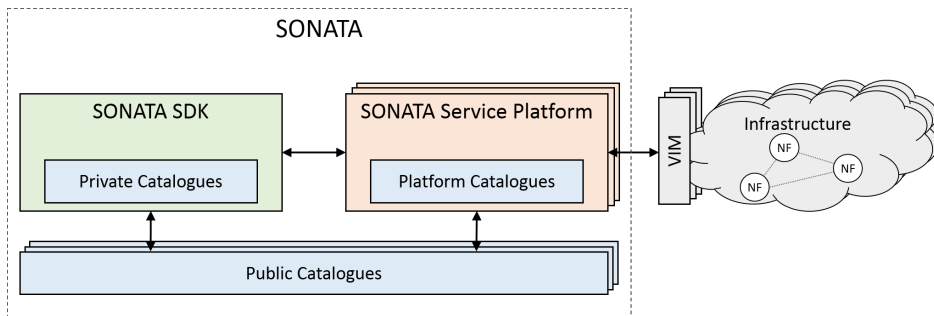 SONATA
SONATA SDK
Private Catalogues
SONATA Service Platform
Platform Catalogues
Public Catalogues
VIM
Infrastructure
NF
NF
NF